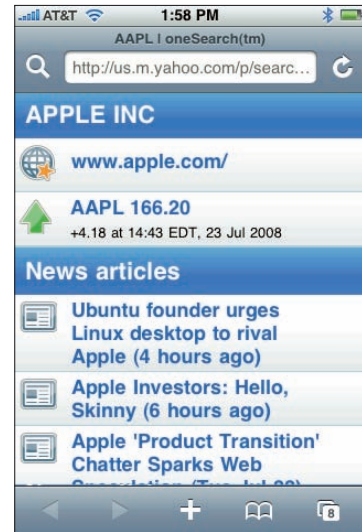 AT&T 1:58 PM
AAPL | oneSearch(tm)
http://us.m.yahoo.com/p/searc...
APPLE INC
www.apple.com/
AAPL 166.20
+4.18 at 14:43 EDT, 23 Jul 2008
News articles
Ubuntu founder urges
Linux desktop to rival
Apple (4 hours ago)
Apple Investors: Hello,
Skinny (6 hours ago)
Apple 'Product Transition'
Chatter Sparks Web
8